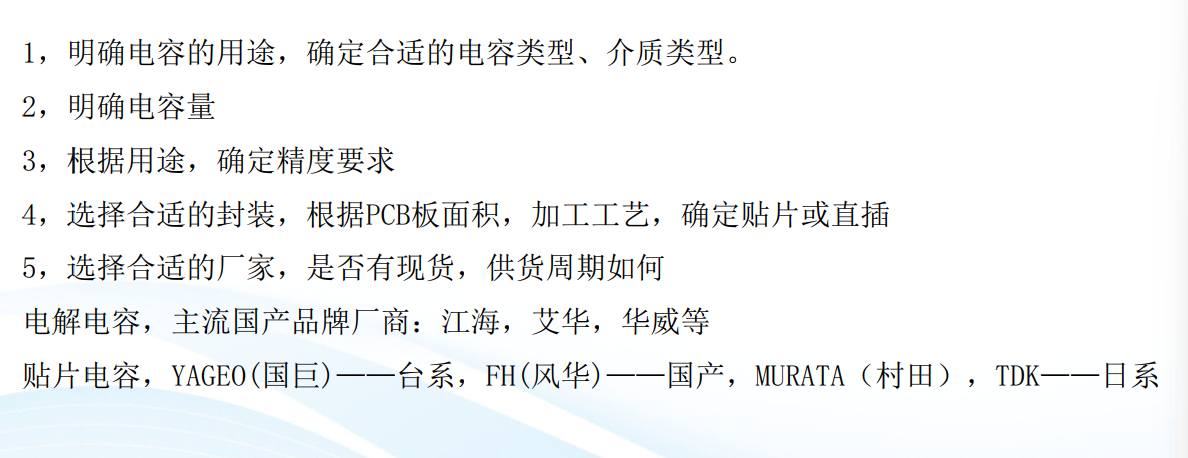 1，明确电容的用途，确定合适的电容类型、介质类型。
2，明确电容量
3，根据用途，确定精度要求
4，选择合适的封装，根据PCB板面积，加工工艺，确定贴片或直插
5，选择合适的厂家，是否有现货，供货周期如何
电解电容，主流国产品牌厂商：江海，艾华，华威等
贴片电容，YAGEO(国巨)——台系，FH(风华)——国产，MURATA（村田），TDK——日系